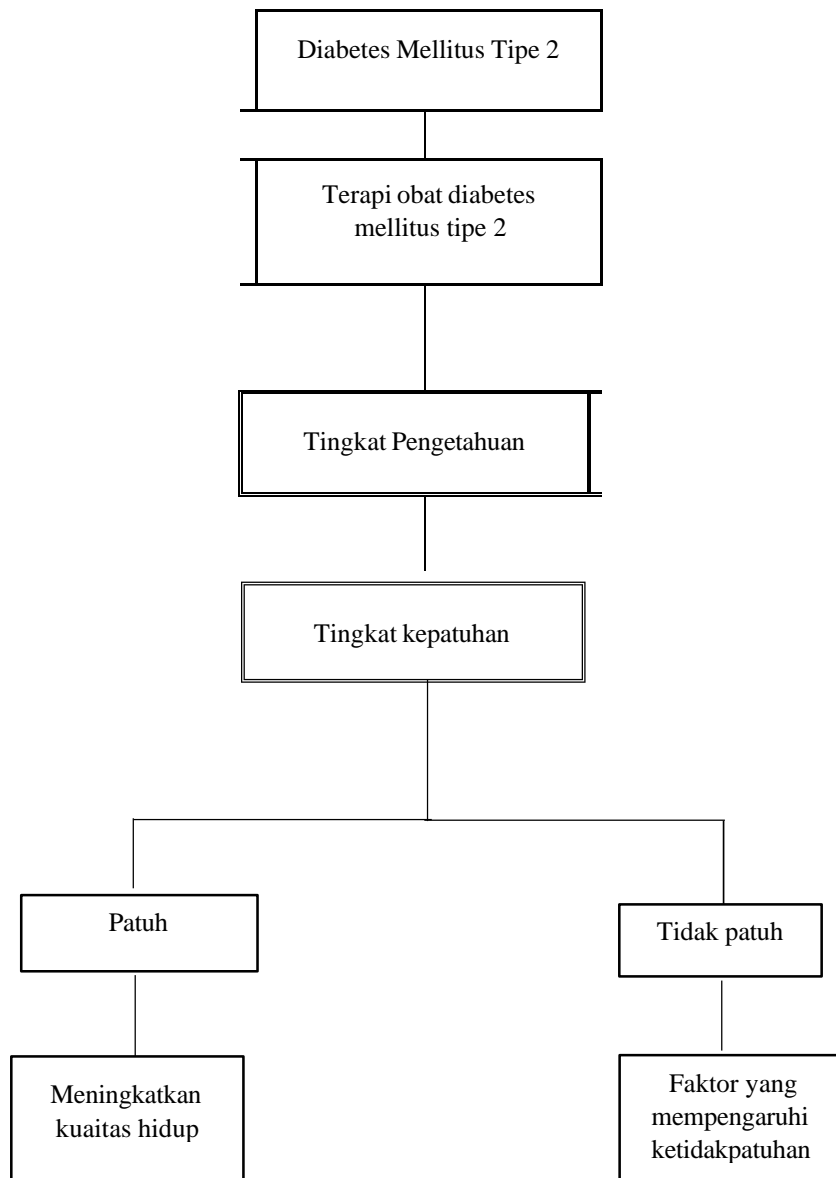 Diabetes Mellitus Tipe 2
Terapi obat diabetes
mellitus tipe 2
Tingkat Pengetahuan
Tingkat kepatuhan
Patuh
Tidak patuh
Meningkatkan
kuaitas hidup
Faktor yang
mempengaruhi
ketidakpatuhan